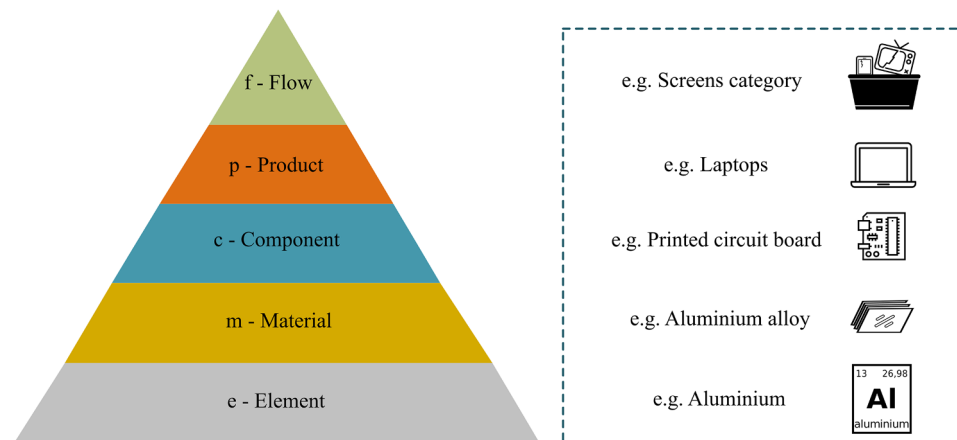 f - Flow
e.g. Screens category
p - Product
e.g. Laptops
c - Component
e.g. Printed circuit board
m - Material
e.g. Aluminium alloy
e - Element
e.g. Aluminium
13 26,98
Al
aluminium